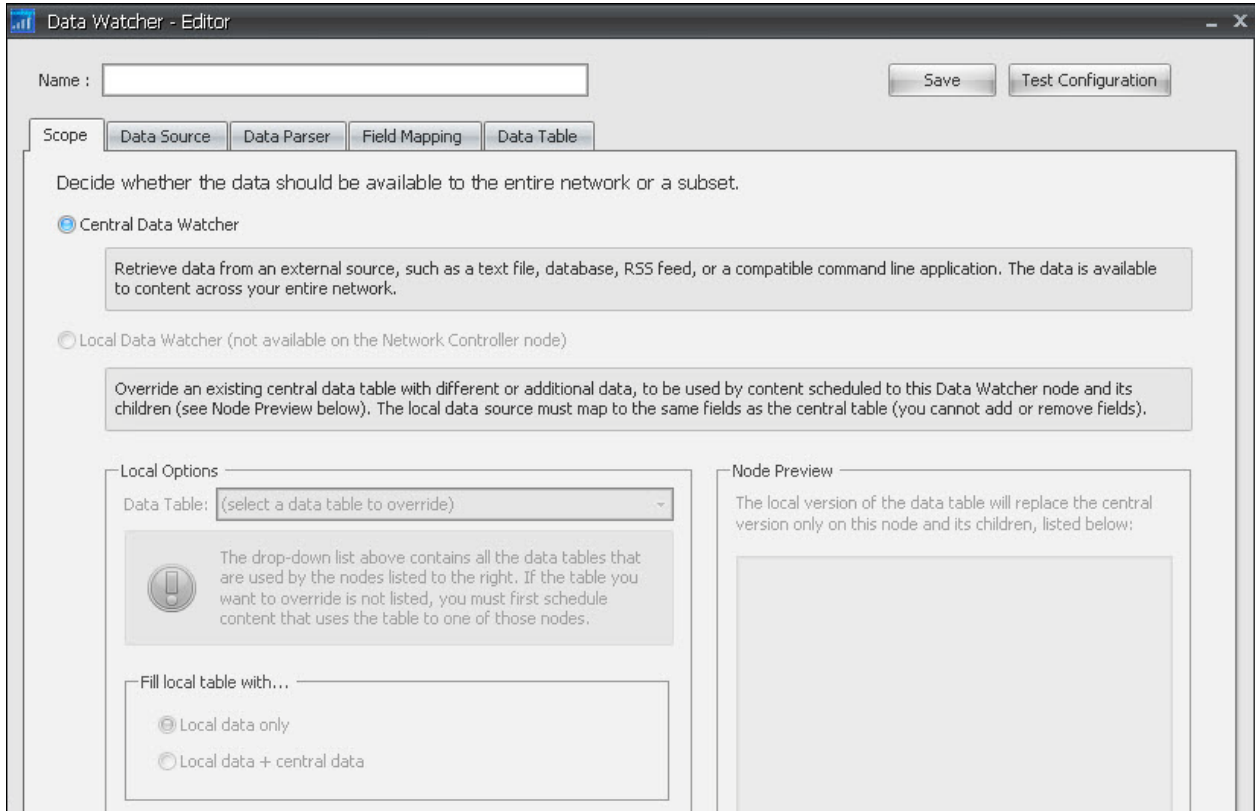 Data Watcher - Editor
Name :
Save
Test Configuration
Scope
Data Source
Data Parser
Field Mapping
Data Table
Decide whether the data should be available to the entire network or a subset.
Central Data Watcher
Retrieve data from an external source, such as a text file, database, RSS feed, or a compatible command line application. The data is available
to content across your entire network.
Local Data Watcher (not available on the Network Controller node)
Override an existing central data table with different or additional data, to be used by content scheduled to this Data Watcher node and its
children (see Node Preview below). The local data source must map to the same fields as the central table (you cannot add or remove fields).
Local Options
Data Table: (select a data table to override)
The drop-down list above contains all the data tables that
are used by the nodes listed to the right. If the table you
want to override is not listed, you must first schedule
content that uses the table to one of those nodes.
Fill local table with...
Local data only
Local data + central data
Node Preview
The local version of the data table will replace the central
version only on this node and its children, listed below: